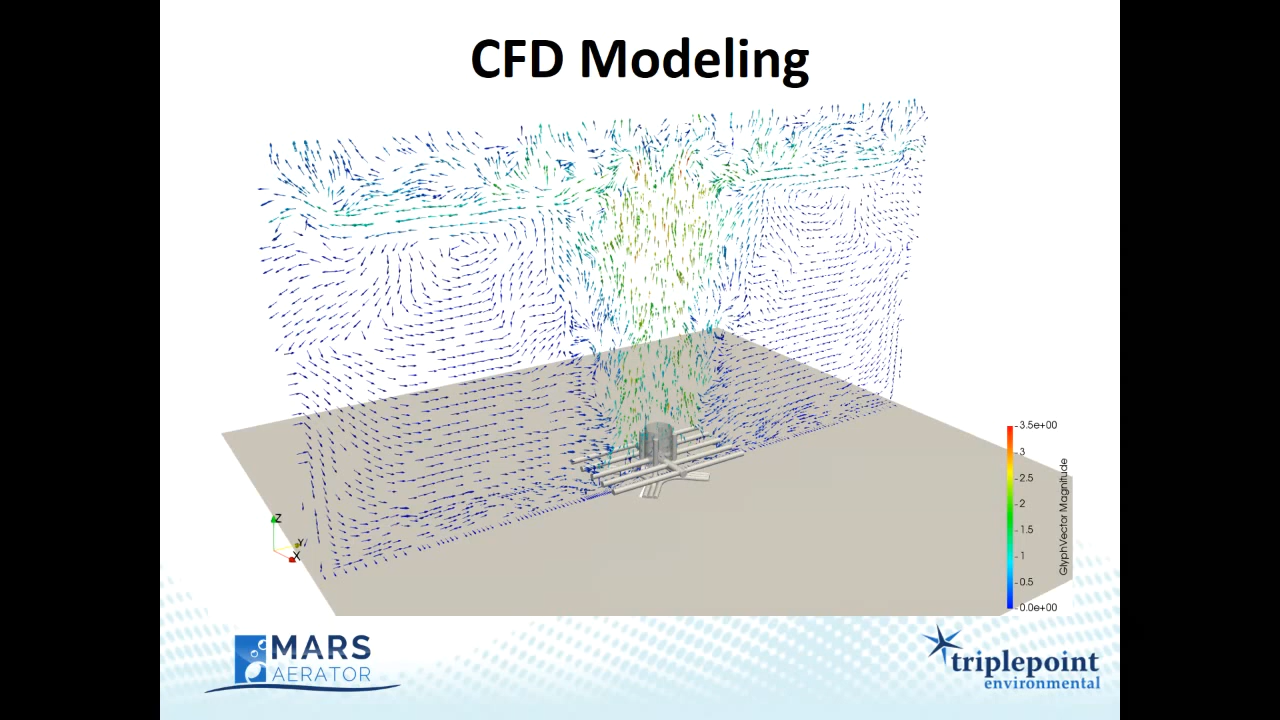 CFD Modeling
Z
Y
X
3.5e+00
3
2.5
2
1.5
1
0.5
0.0e+00
GlyphVector Magnitude
MARS
AERATOR
triplepoint
environmental